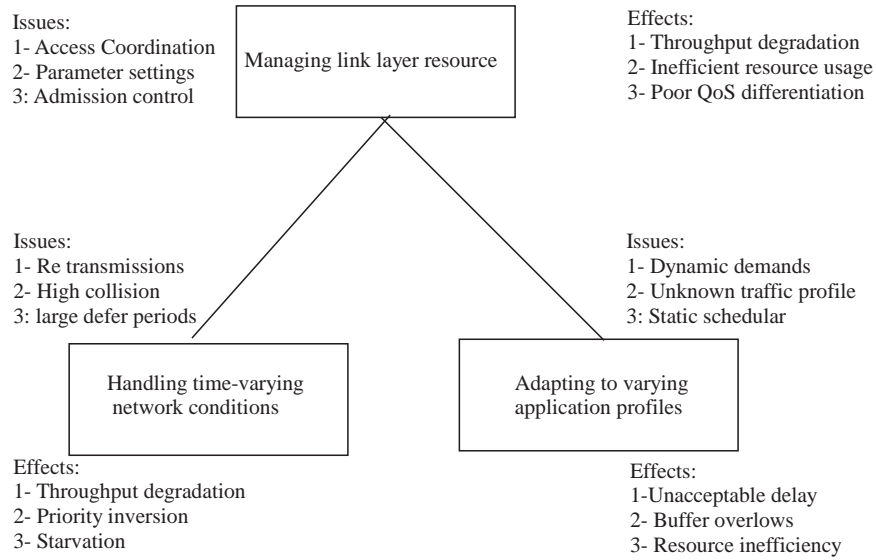 Issues:
1- Access Coordination
2- Parameter settings
3: Admission control
Managing link layer resource
Effects:
1- Throughput degradation
2- Inefficient resource usage
3- Poor QoS differentiation
Issues:
1- Re transmissions
2- High collision
3: large defer periods
Issues:
1- Dynamic demands
2- Unknown traffic profile
3: Static schedular
Handling time-varying
network conditions
Adapting to varying
application profiles
Effects:
1- Throughput degradation
2- Priority inversion
3- Starvation
Effects:
1-Unacceptable delay
2- Buffer overlows
3- Resource inefficiency